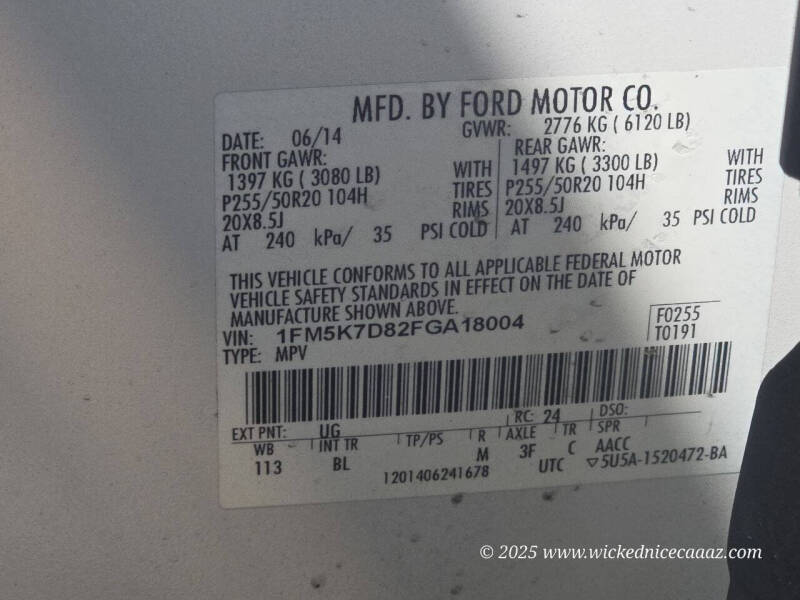 MFD. BY FORD MOTOR CO.
DATE: 06/14 GVWR: 2776 KG ( 6120 LB)
FRONT GAWR: REAR GAWR:
1397 KG ( 3080 LB) WITH 1497 KG ( 3300 LB) WITH
P255/50R20 104H TIRES P255/50R20 104H TIRES
20X8.5J RIMS 20X8.5J RIMS
AT 240 kPa/ 35 PSI COLD AT 240 kPa/ 35 PSI COLD
THIS VEHICLE CONFORMS TO ALL APPLICABLE FEDERAL MOTOR
VEHICLE SAFETY STANDARDS IN EFFECT ON THE DATE OF
MANUFACTURE SHOWN ABOVE.
VIN: 1FM5K7D82FGA18004 F0255
TYPE: MPV T0191
EXT PNT: UG RC: 24 DSO:
WB INT TR TP/PS R AXLE TR SPR
113 BL M 3F C AACC
1201406241678 UTC ▽5U5A-1520472-BA
© 2025 www.wickednicecaaaz.com